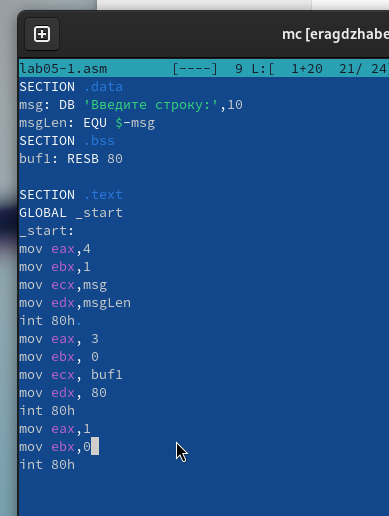 mc [eragdzhabe
lab05-1.asm [----] 9 L:[ 1+20 21/ 24
SECTION .data
msg: DB 'Введите строку:',10
msgLen: EQU $-msg
SECTION .bss
buf1: RESB 80
SECTION .text
GLOBAL _start
_start:
mov eax,4
mov ebx,1
mov ecx,msg
mov edx,msgLen
int 80h
mov eax, 3
mov ebx, 0
mov ecx, buf1
mov edx, 80
int 80h
mov eax,1
mov ebx,0
int 80h